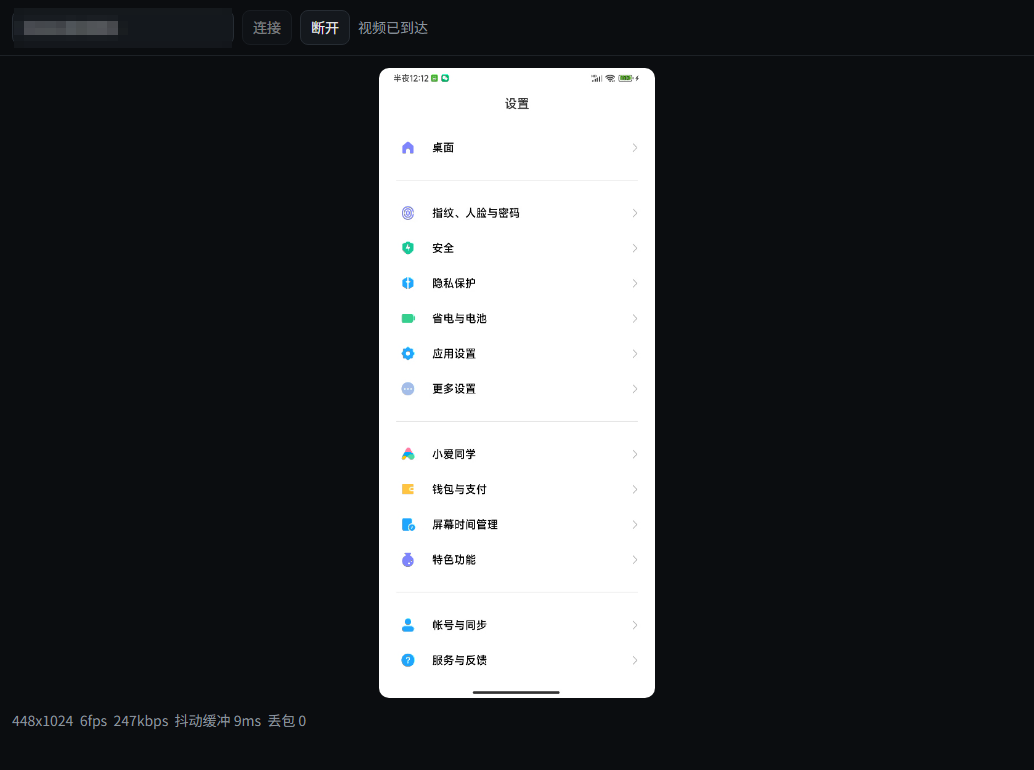 连接 断开 视频已到达
半夜12:12
设置
桌面
指纹、人脸与密码
安全
隐私保护
省电与电池
应用设置
更多设置
小爱同学
钱包与支付
屏幕时间管理
特色功能
帐号与同步
服务与反馈
448x1024 6fps 247kbps 抖动缓冲 9ms 丢包 0